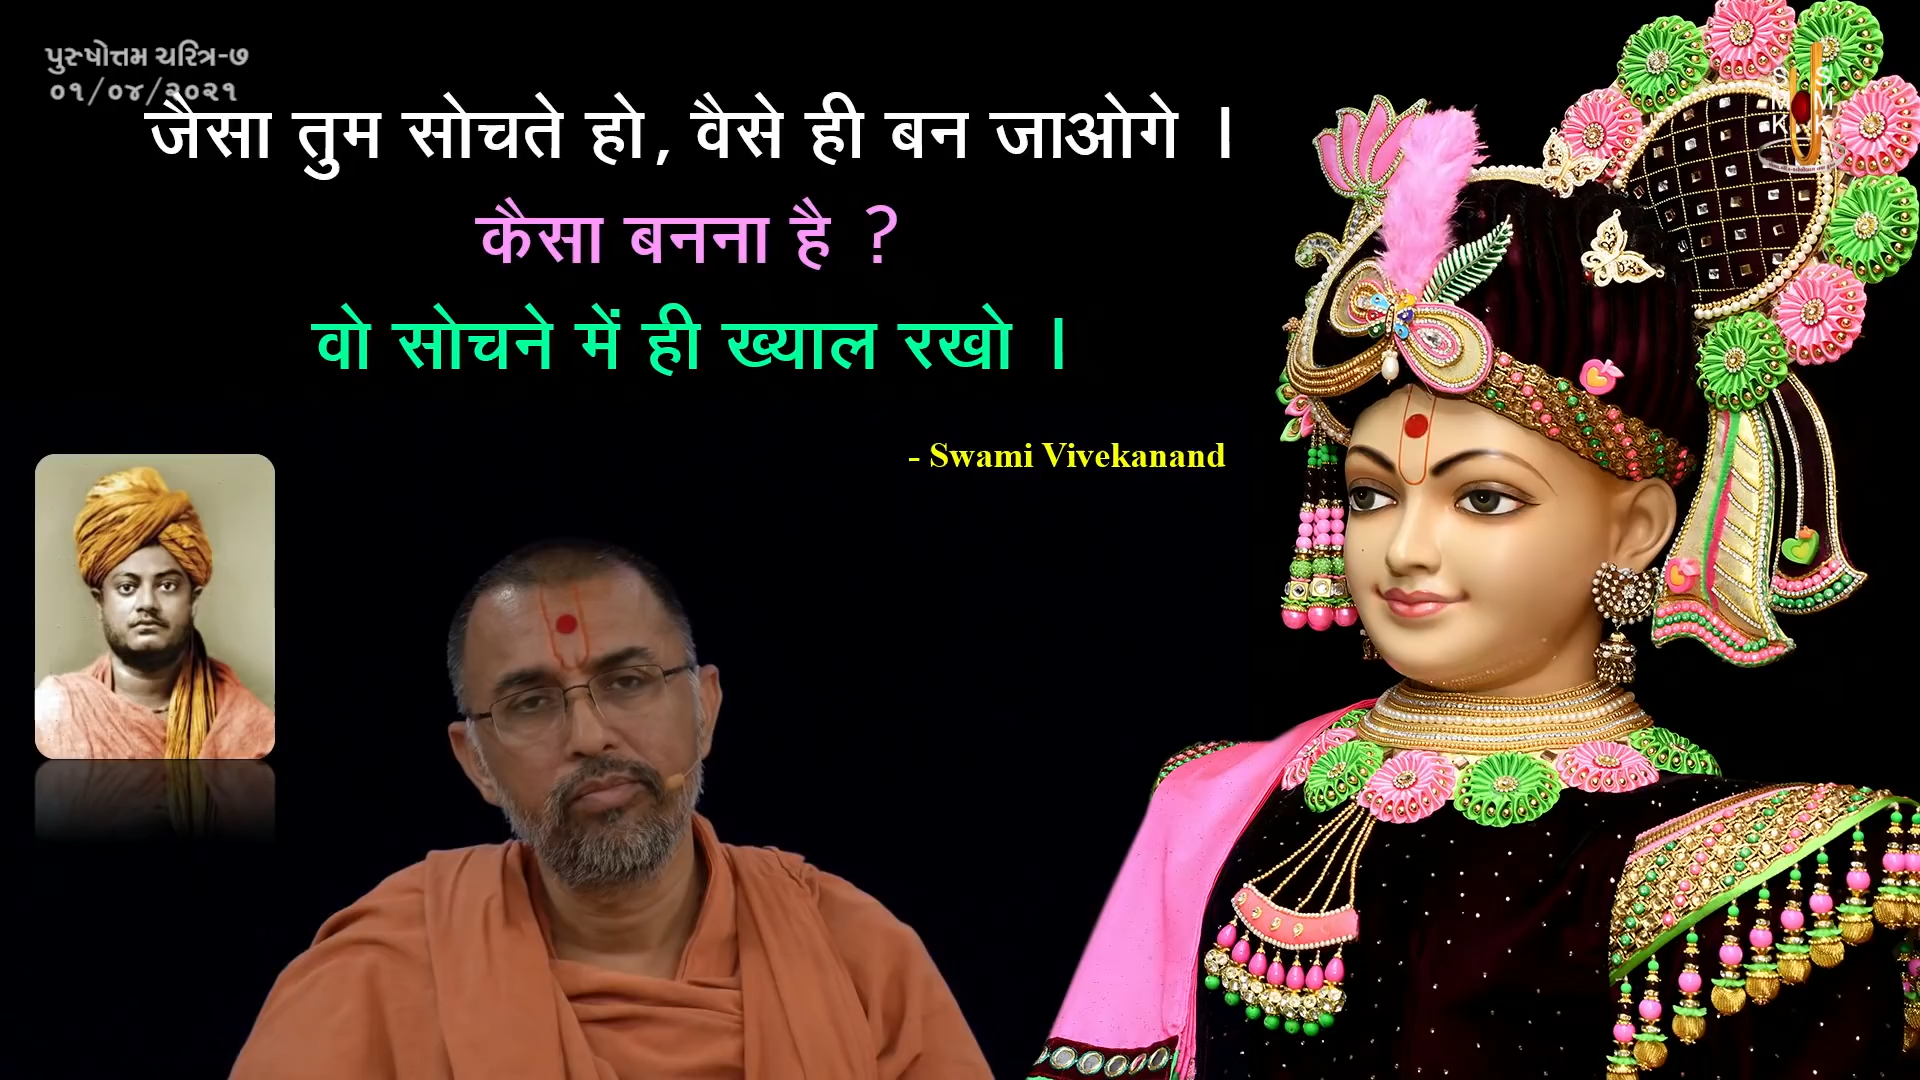 પુરુષોત્તમ ચરિત્ર-૭
૦૧/૦૪/૨૦૨૧
जैसा तुम सोचते हो, वैसे ही बन जाओगे ।
कैसा बनना है ?
वो सोचने में ही ख्याल रखो ।
- Swami Vivekanand
S S
M M
K K